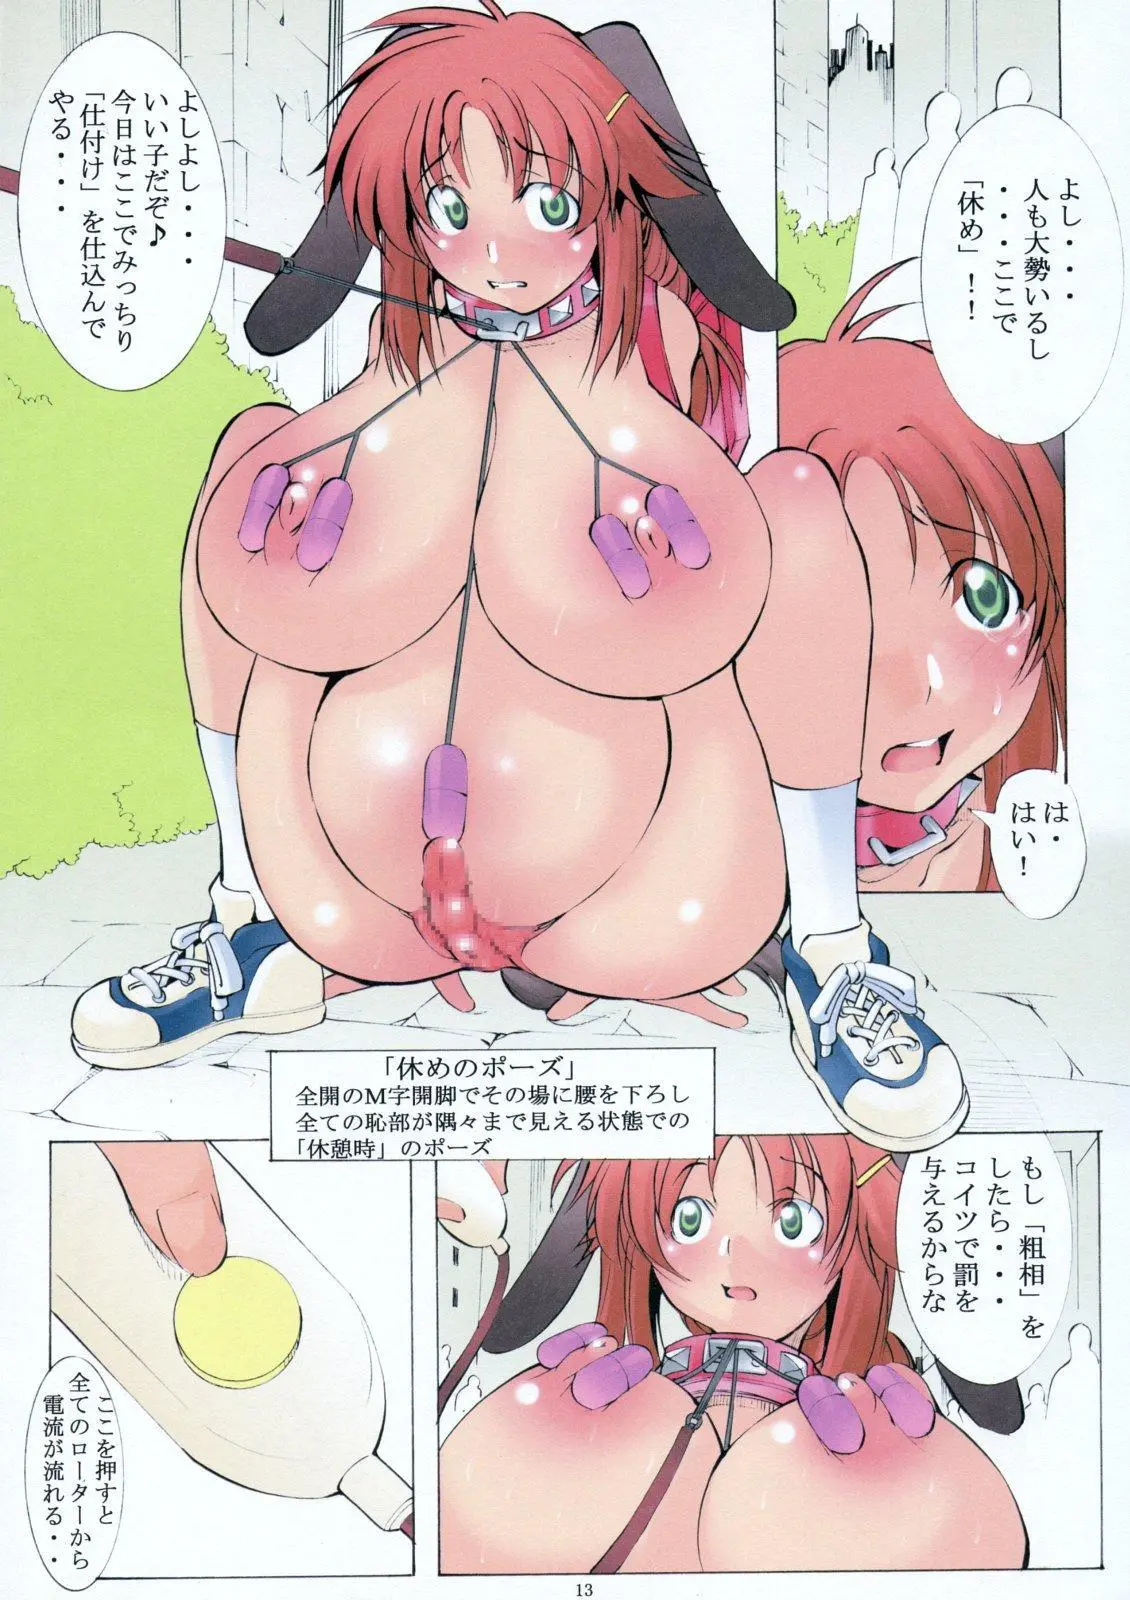 よし・・・
人も大勢いるし
・・・ここで
「休め」!!
は・
はい!
よしよし・・・
いい子だぞ♪
今日はここでみっちり
「仕付け」を仕込んで
やる・・・
「休めのポーズ」
全開のM字開脚でその場に腰を下ろし
全ての恥部が隅々まで見える状態での
「休憩時」のポーズ
もし「粗相」を
したら・・・
コイツで罰を
与えるからな
ここを押すと
全てのローターから
電流が流れる・・
13